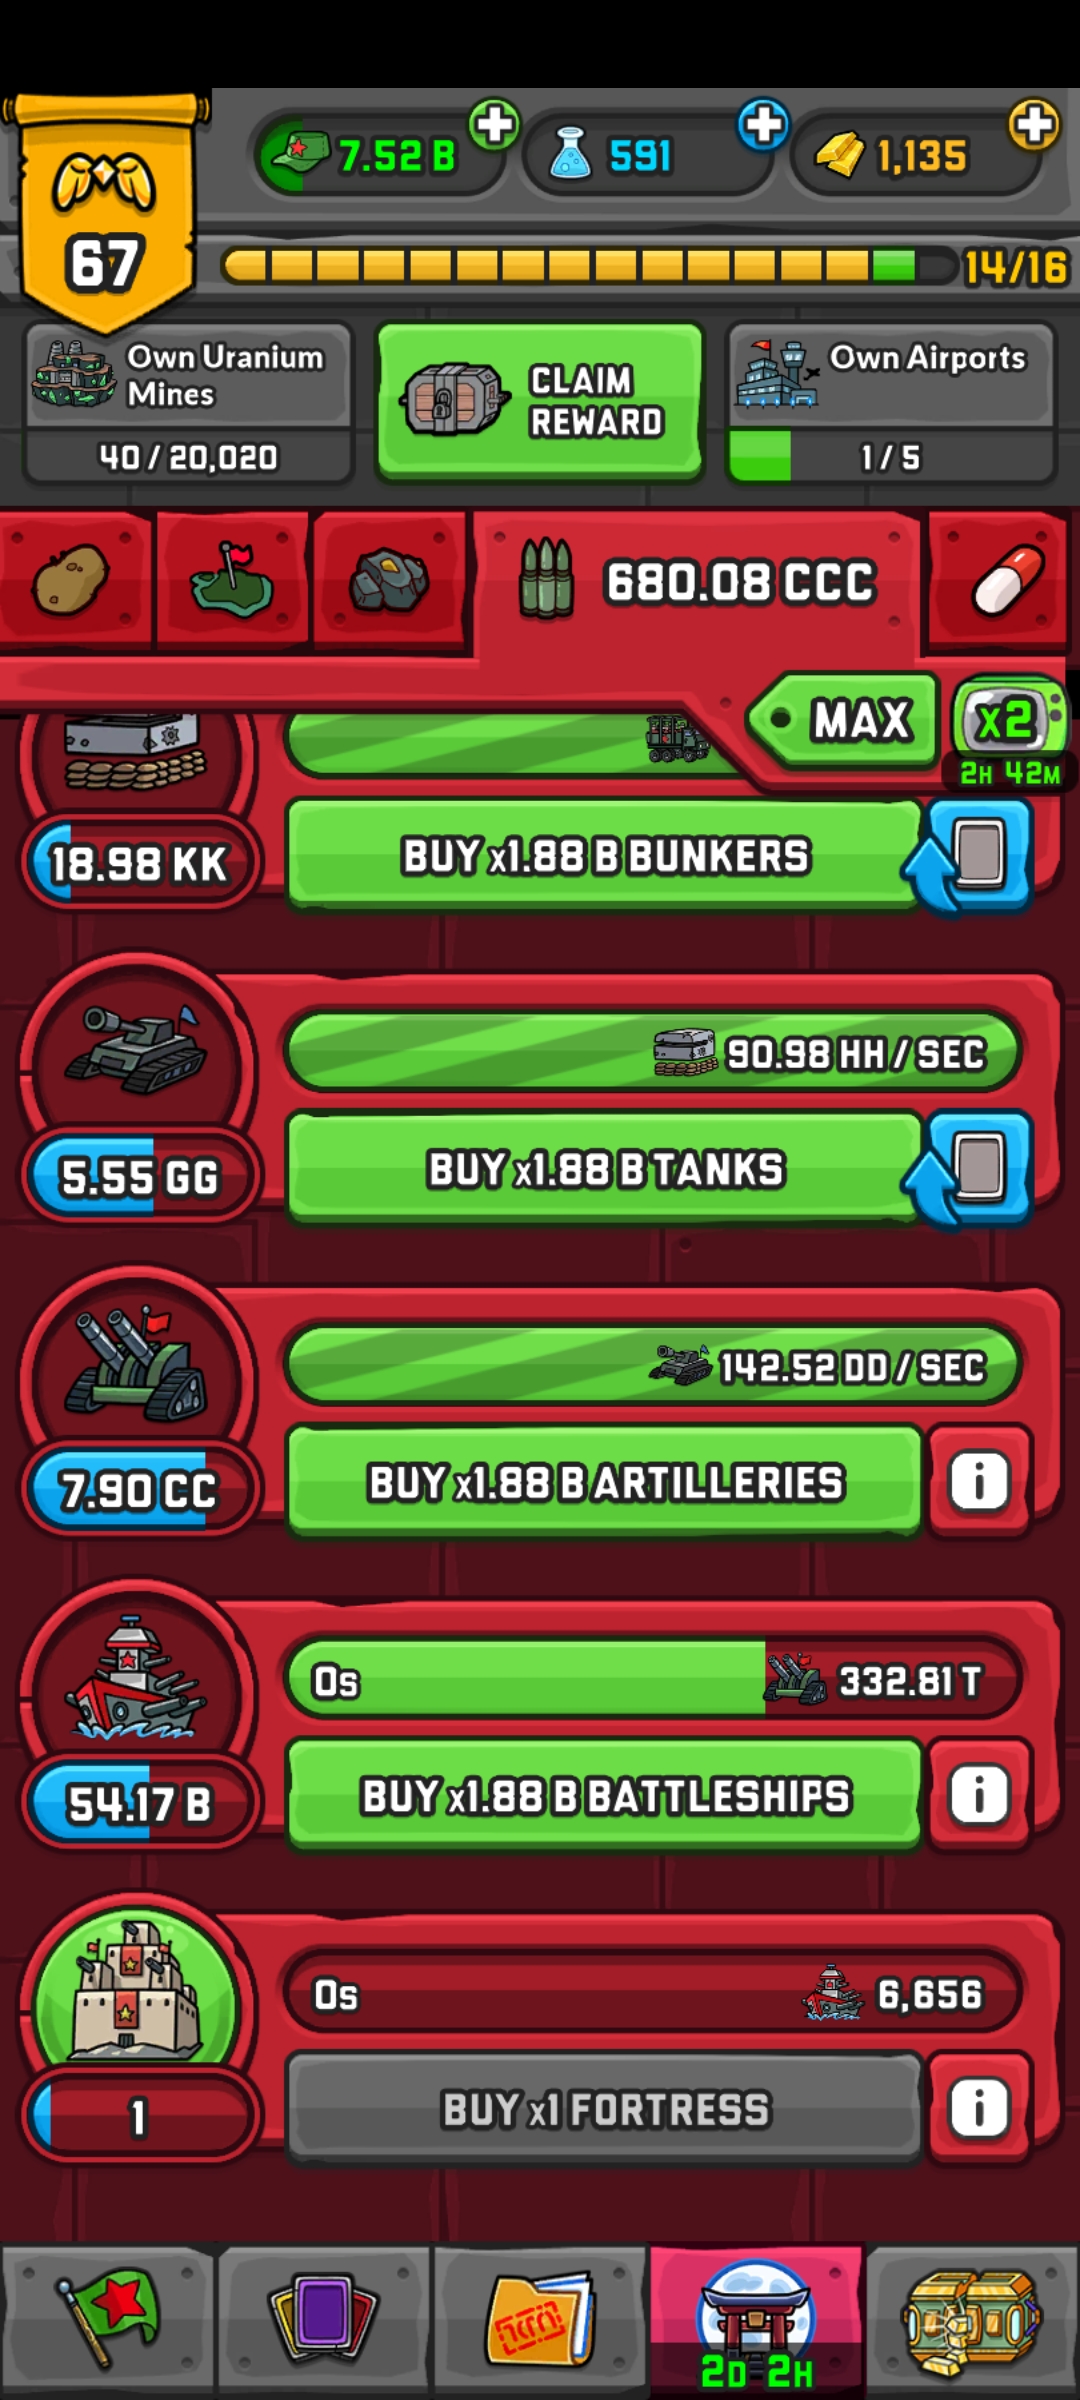 7.52 B
591
1,135
67
14/16
Own Uranium
Mines
40 / 20,020
CLAIM
REWARD
Own Airports
1 / 5
680.08 CCC
MAX
x2
2H 42M
18.98 KK
BUY x1.88 B BUNKERS
90.98 HH / SEC
5.55 GG
BUY x1.88 B TANKS
142.52 DD / SEC
7.90 CC
BUY x1.88 B ARTILLERIES
i
0s
332.81 T
54.17 B
BUY x1.88 B BATTLESHIPS
i
0s
6,656
1
BUY x1 FORTRESS
i
2D 2H